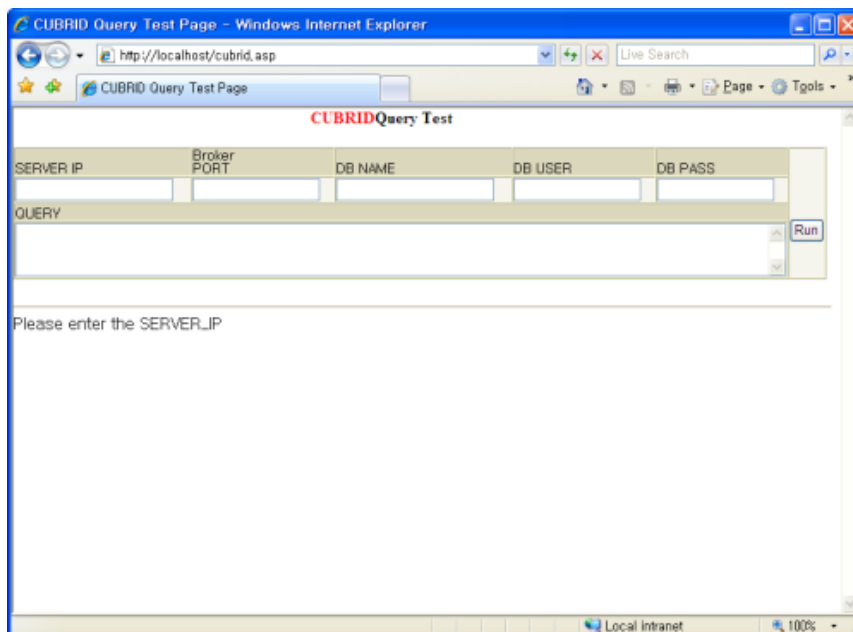 CUBRID Query Test Page - Windows Internet Explorer
http://localhost/cubrid.asp
Live Search
CUBRID Query Test Page
Page
Tools
CUBRIDQuery Test
SERVER IP
Broker
PORT
DB NAME
DB USER
DB PASS
QUERY
Run
Please enter the SERVER_IP
Local intranet
100%